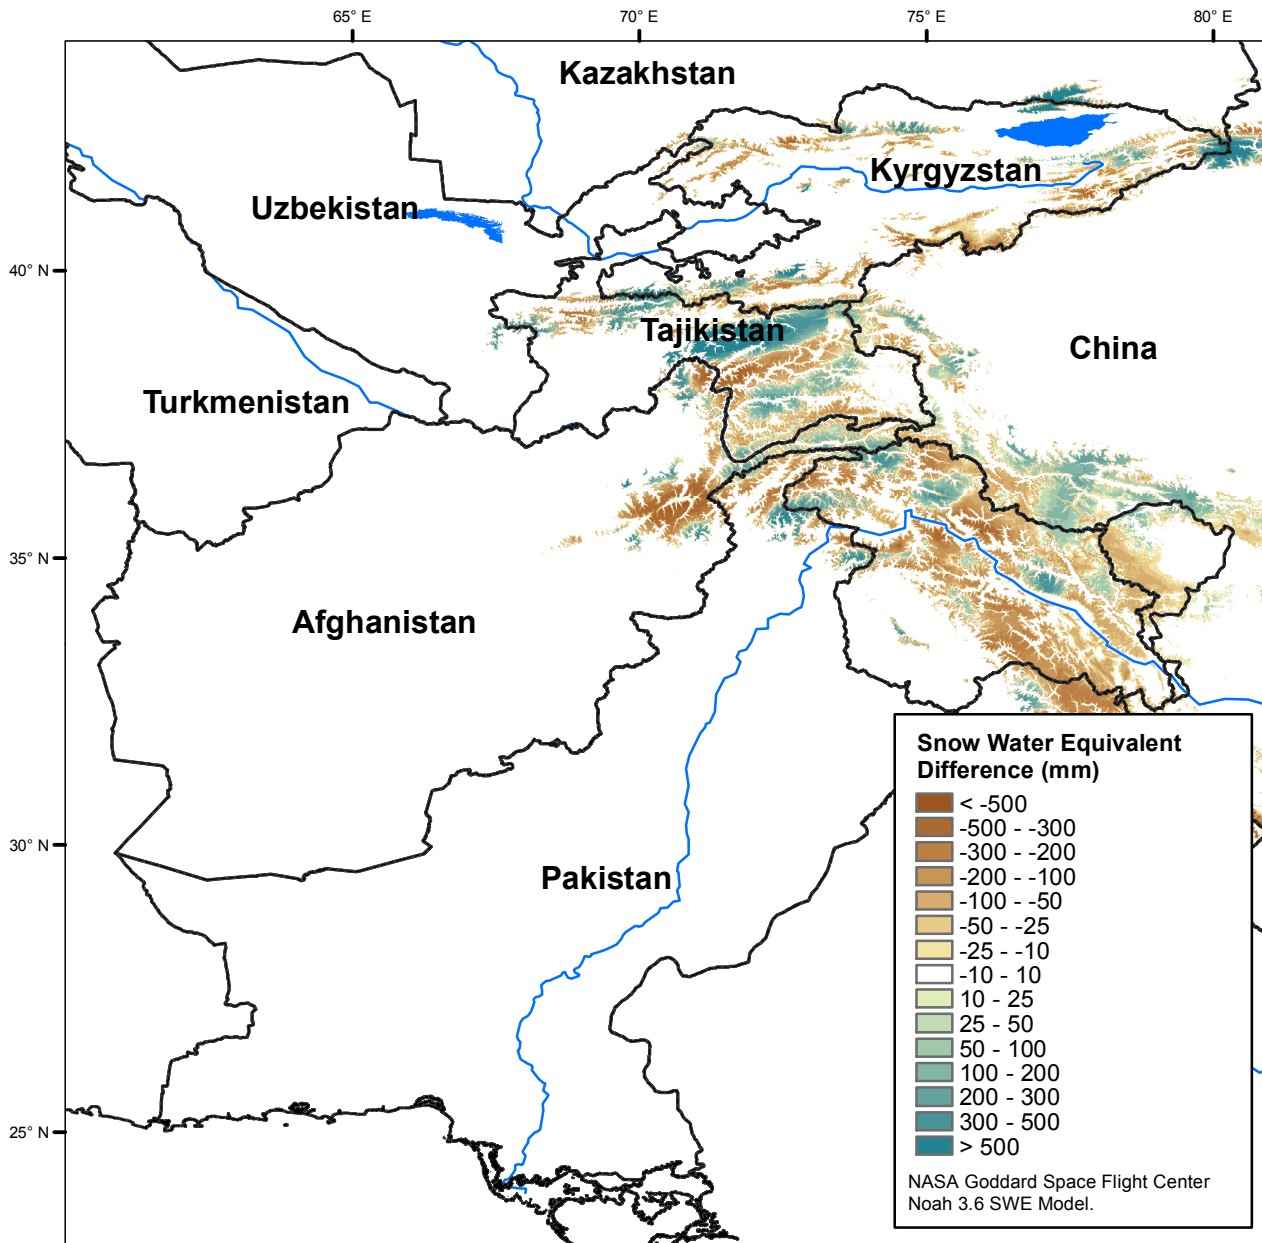 65° E
70° E
75° E
80° E
Kazakhstan
Kyrgyzstan
Uzbekistan
40° N
Tajikistan
China
Turkmenistan
35° N
Afghanistan
30° N
Pakistan
25° N
Snow Water Equivalent
Difference (mm)
< -500
-500 - -300
-300 - -200
-200 - -100
-100 - -50
-50 - -25
-25 - -10
-10 - 10
10 - 25
25 - 50
50 - 100
100 - 200
200 - 300
300 - 500
> 500
NASA Goddard Space Flight Center
Noah 3.6 SWE Model.